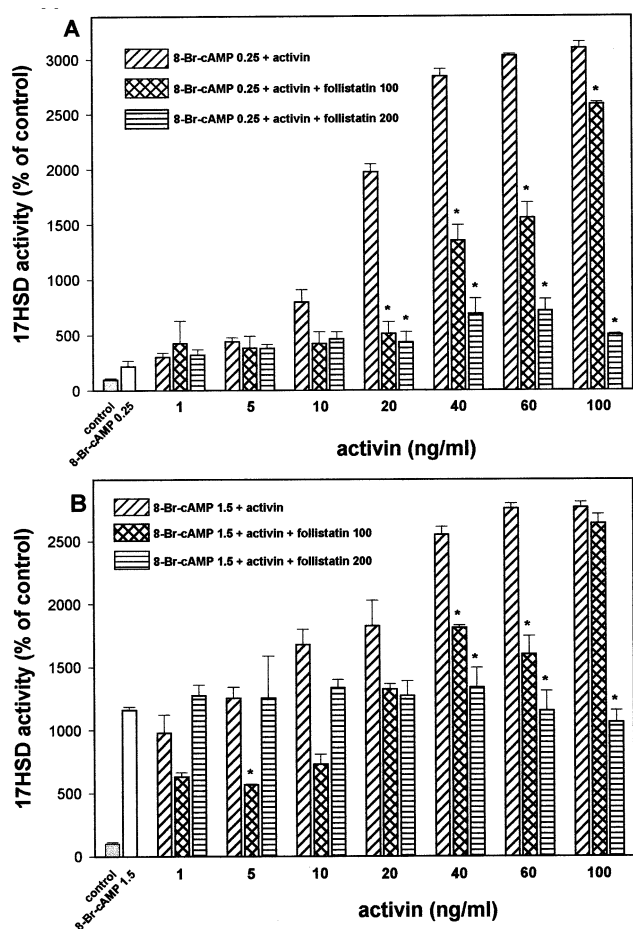 A
8-Br-cAMP 0.25 + activin
8-Br-cAMP 0.25 + activin + follistatin 100
8-Br-cAMP 0.25 + activin + follistatin 200
17HSD activity (% of control)
3000
2500
2000
1500
1000
500
0
* * * * * * * *
control
8-Br-cAMP 0.25
1 5 10 20 40 60 100
activin (ng/ml)
B
8-Br-cAMP 1.5 + activin
8-Br-cAMP 1.5 + activin + follistatin 100
8-Br-cAMP 1.5 + activin + follistatin 200
17HSD activity (% of control)
2500
2000
1500
1000
500
0
* * * * * *
control
8-Br-cAMP 1.5
1 5 10 20 40 60 100
activin (ng/ml)